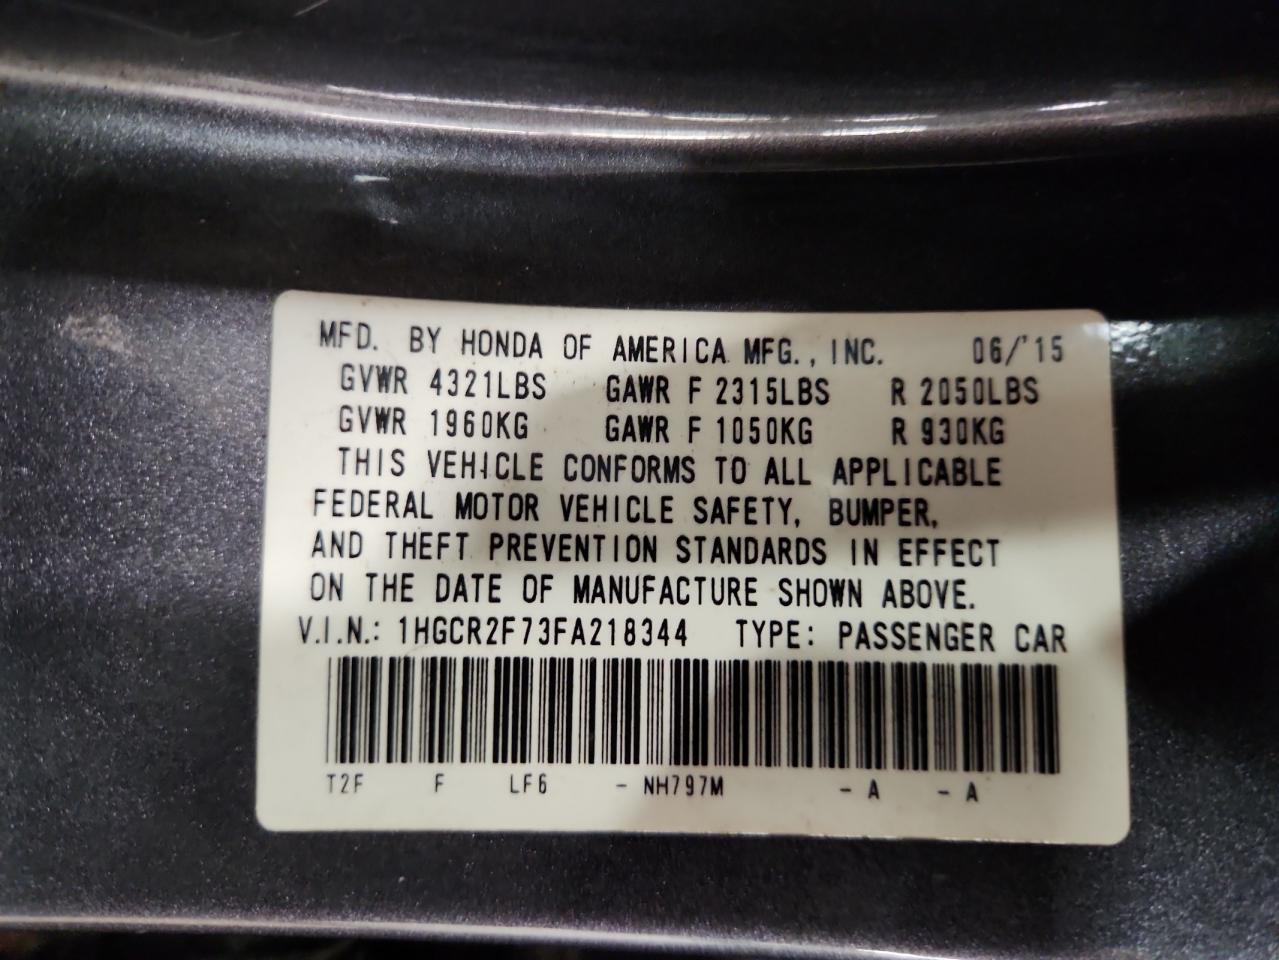 MFD. BY HONDA OF AMERICA MFG., INC. 06/'15
GVWR 4321LBS GAWR F 2315LBS R 2050LBS
GVWR 1960KG GAWR F 1050KG R 930KG
THIS VEHICLE CONFORMS TO ALL APPLICABLE
FEDERAL MOTOR VEHICLE SAFETY, BUMPER,
AND THEFT PREVENTION STANDARDS IN EFFECT
ON THE DATE OF MANUFACTURE SHOWN ABOVE.
V.I.N.: 1HGCR2F73FA218344 TYPE: PASSENGER CAR
T2F F LF6 - NH797M - A - A